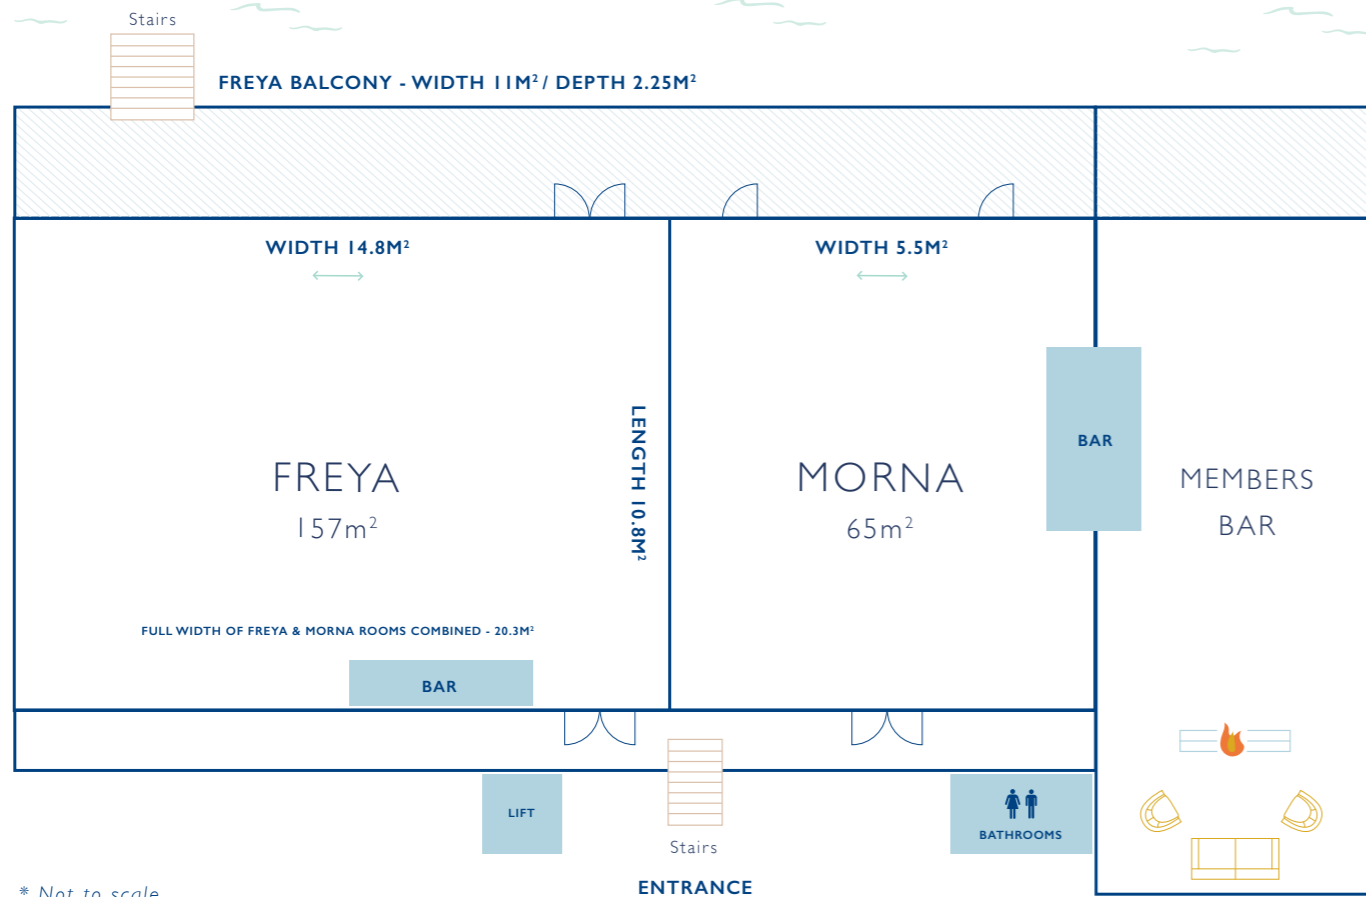 Stairs
FREYA BALCONY - WIDTH 11M² / DEPTH 2.25M²
WIDTH 14.8M²
WIDTH 5.5M²
LENGTH 10.8M²
FREYA
157m²
MORNA
65m²
BAR
MEMBERS
BAR
FULL WIDTH OF FREYA & MORNA ROOMS COMBINED - 20.3M²
BAR
LIFT
Stairs
BATHROOMS
ENTRANCE
* Not to scale